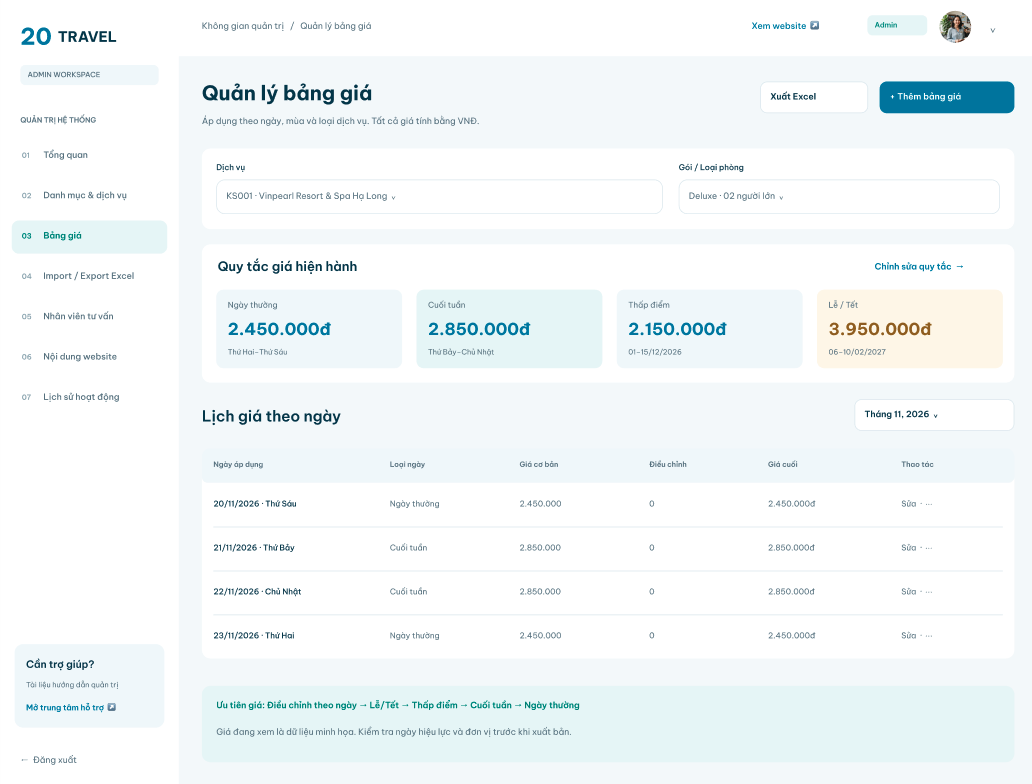 20 TRAVEL
ADMIN WORKSPACE
QUẢN TRỊ HỆ THỐNG
01 Tổng quan
02 Danh mục & dịch vụ
03 Bảng giá
04 Import / Export Excel
05 Nhân viên tư vấn
06 Nội dung website
07 Lịch sử hoạt động
Cần trợ giúp?
Tài liệu hướng dẫn quản trị
Mở trung tâm hỗ trợ ↗
← Đăng xuất
Không gian quản trị / Quản lý bảng giá
Xem website ↗
Admin
Quản lý bảng giá
Áp dụng theo ngày, mùa và loại dịch vụ. Tất cả giá tính bằng VNĐ.
Xuất Excel
+ Thêm bảng giá
Dịch vụ
KS001 · Vinpearl Resort & Spa Hạ Long
Gói / Loại phòng
Deluxe · 02 người lớn
Quy tắc giá hiện hành
Chỉnh sửa quy tắc →
Ngày thường
2.450.000đ
Thứ Hai–Thứ Sáu
Cuối tuần
2.850.000đ
Thứ Bảy–Chủ Nhật
Thấp điểm
2.150.000đ
01–15/12/2026
Lễ / Tết
3.950.000đ
06–10/02/2027
Lịch giá theo ngày
Tháng 11, 2026
Ngày áp dụng Loại ngày Giá cơ bản Điều chỉnh Giá cuối Thao tác
20/11/2026 · Thứ Sáu Ngày thường 2.450.000 0 2.450.000đ Sửa · ···
21/11/2026 · Thứ Bảy Cuối tuần 2.850.000 0 2.850.000đ Sửa · ···
22/11/2026 · Chủ Nhật Cuối tuần 2.850.000 0 2.850.000đ Sửa · ···
23/11/2026 · Thứ Hai Ngày thường 2.450.000 0 2.450.000đ Sửa · ···
Ưu tiên giá: Điều chỉnh theo ngày → Lễ/Tết → Thấp điểm → Cuối tuần → Ngày thường
Giá đang xem là dữ liệu minh họa. Kiểm tra ngày hiệu lực và đơn vị trước khi xuất bản.